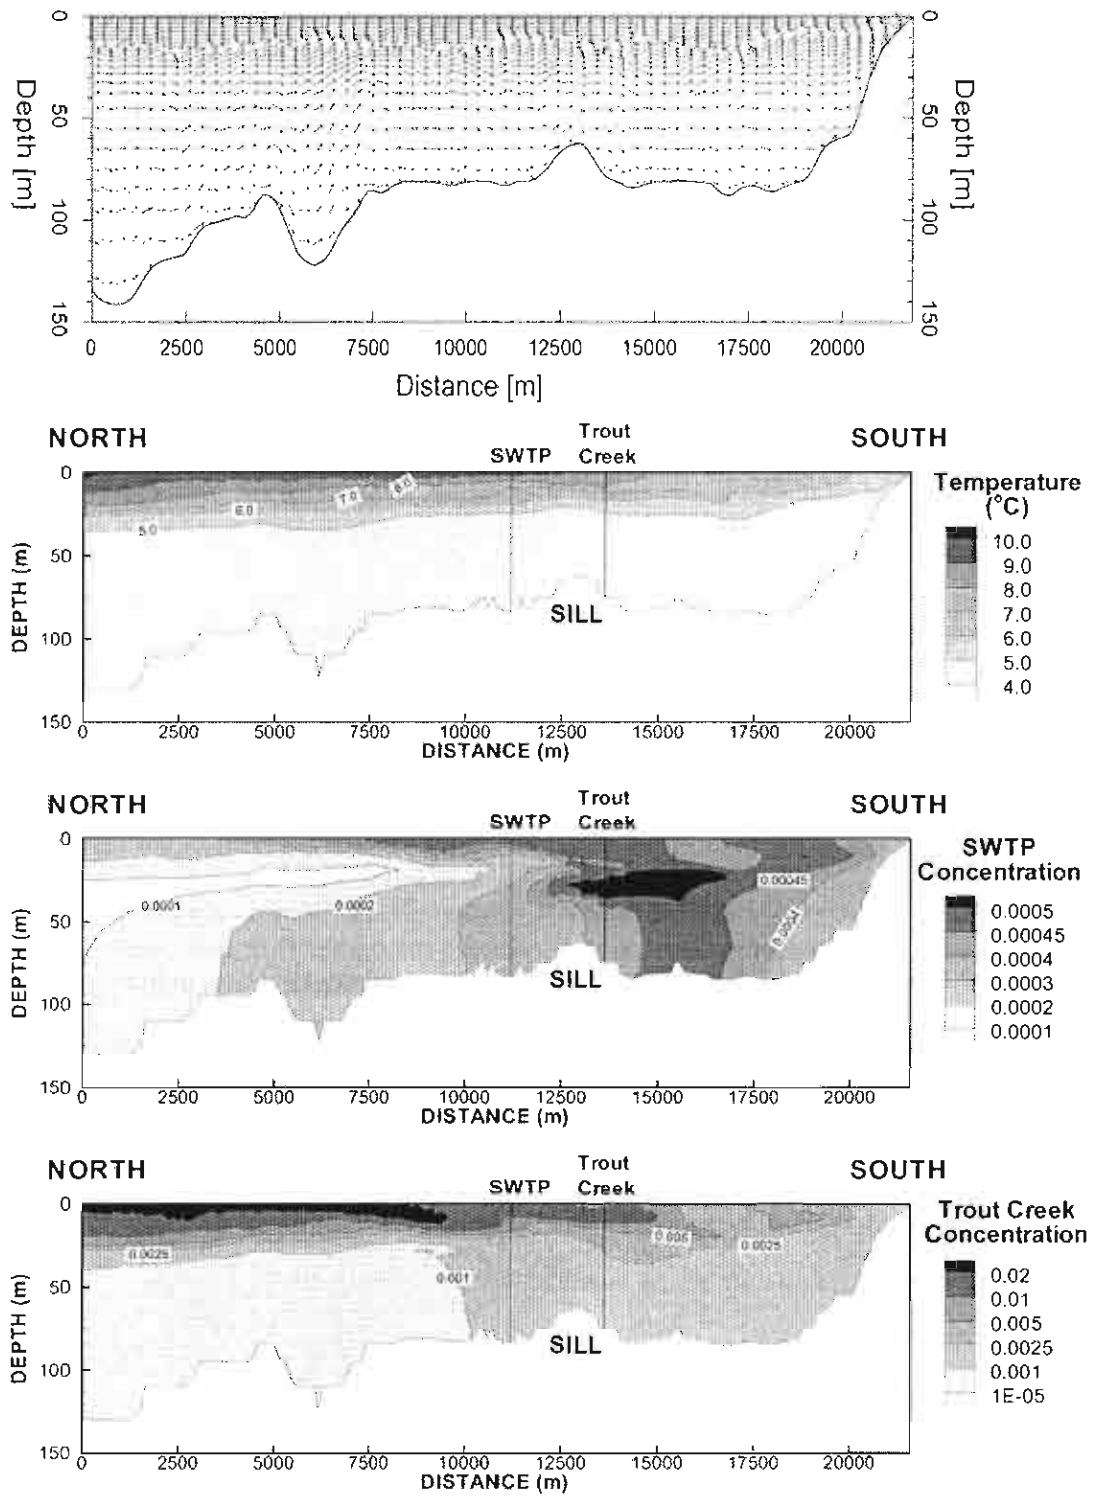 0
50
100
150
Depth [m]
0
50
100
150
Depth [m]
0 2500 5000 7500 10000 12500 15000 17500 20000
Distance [m]
NORTH
SWTP
Trout
Creek
SOUTH
0
50
100
150
DEPTH (m)
5.0
6.0
7.0
8.0
SILL
0 2500 5000 7500 10000 12500 15000 17500 20000
DISTANCE (m)
Temperature
(°C)
10.0
9.0
8.0
7.0
6.0
5.0
4.0
NORTH
SWTP
Trout
Creek
SOUTH
0
50
100
150
DEPTH (m)
0.0001
0.0002
0.00045
0.0004
SILL
0 2500 5000 7500 10000 12500 15000 17500 20000
DISTANCE (m)
SWTP
Concentration
0.0005
0.00045
0.0004
0.0003
0.0002
0.0001
NORTH
SWTP
Trout
Creek
SOUTH
0
50
100
150
DEPTH (m)
0.0025
0.001
0.005
0.0025
SILL
0 2500 5000 7500 10000 12500 15000 17500 20000
DISTANCE (m)
Trout Creek
Concentration
0.02
0.01
0.005
0.0025
0.001
1E-05